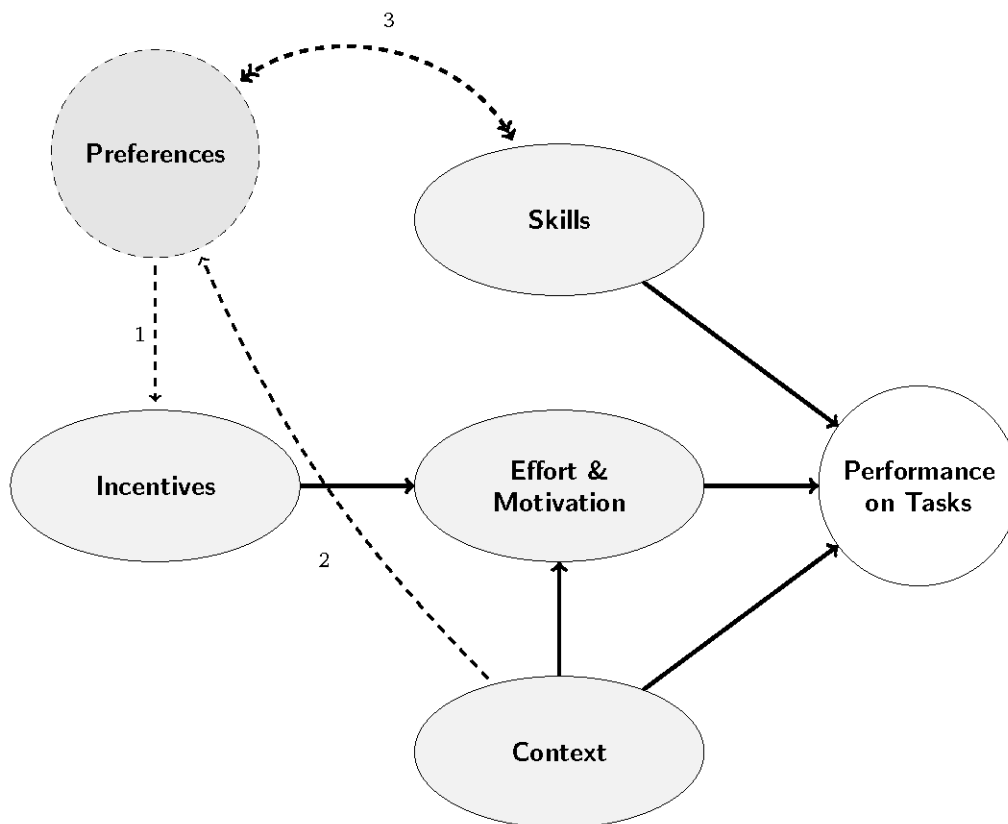 3
Preferences
Skills
1
Incentives
Effort &
Motivation
Performance
on Tasks
2
Context